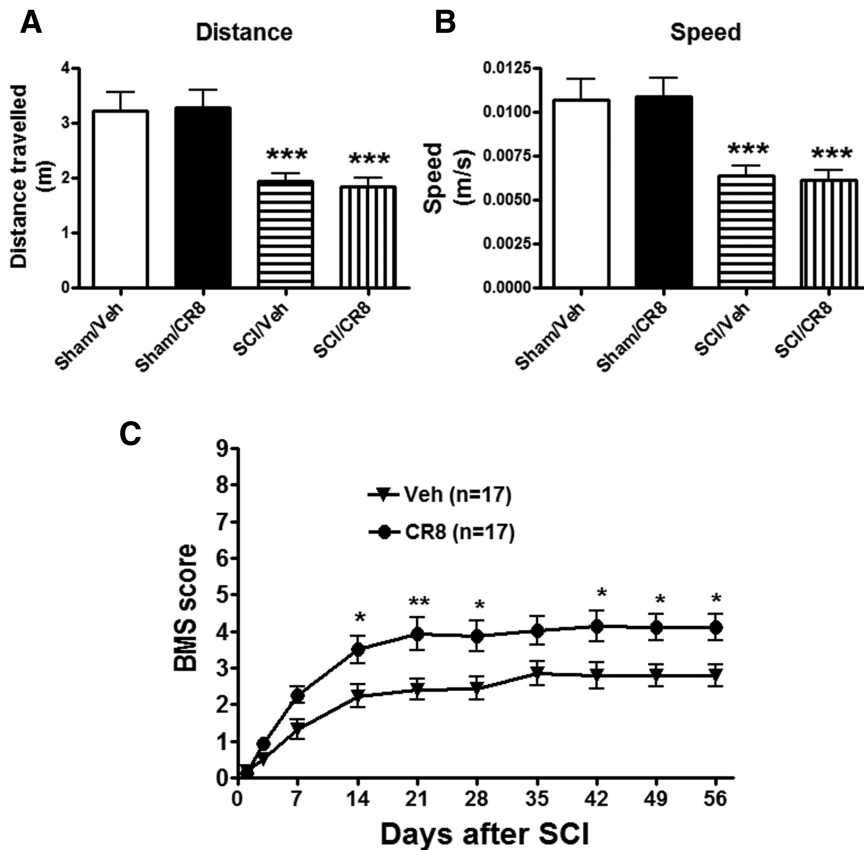 A
Distance
Distance travelled
(m)
4
3
2
1
0
***
***
Sham/Veh
Sham/CR8
SCI/Veh
SCI/CR8
B
Speed
Speed
(m/s)
0.0125
0.0100
0.0075
0.0050
0.0025
0.0000
***
***
Sham/Veh
Sham/CR8
SCI/Veh
SCI/CR8
C
BMS score
9
8
7
6
5
4
3
2
1
0
Veh (n=17)
CR8 (n=17)
*
**
*
*
*
*
0
7
14
21
28
35
42
49
56
Days after SCI